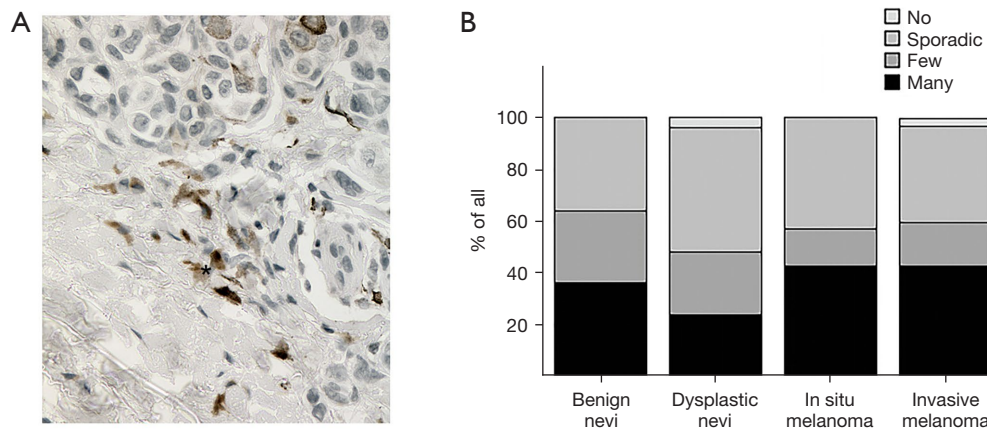 A
*
B
No
Sporadic
Few
Many
100
80
60
40
20
% of all
Benign
nevi
Dysplastic
nevi
In situ
melanoma
Invasive
melanoma